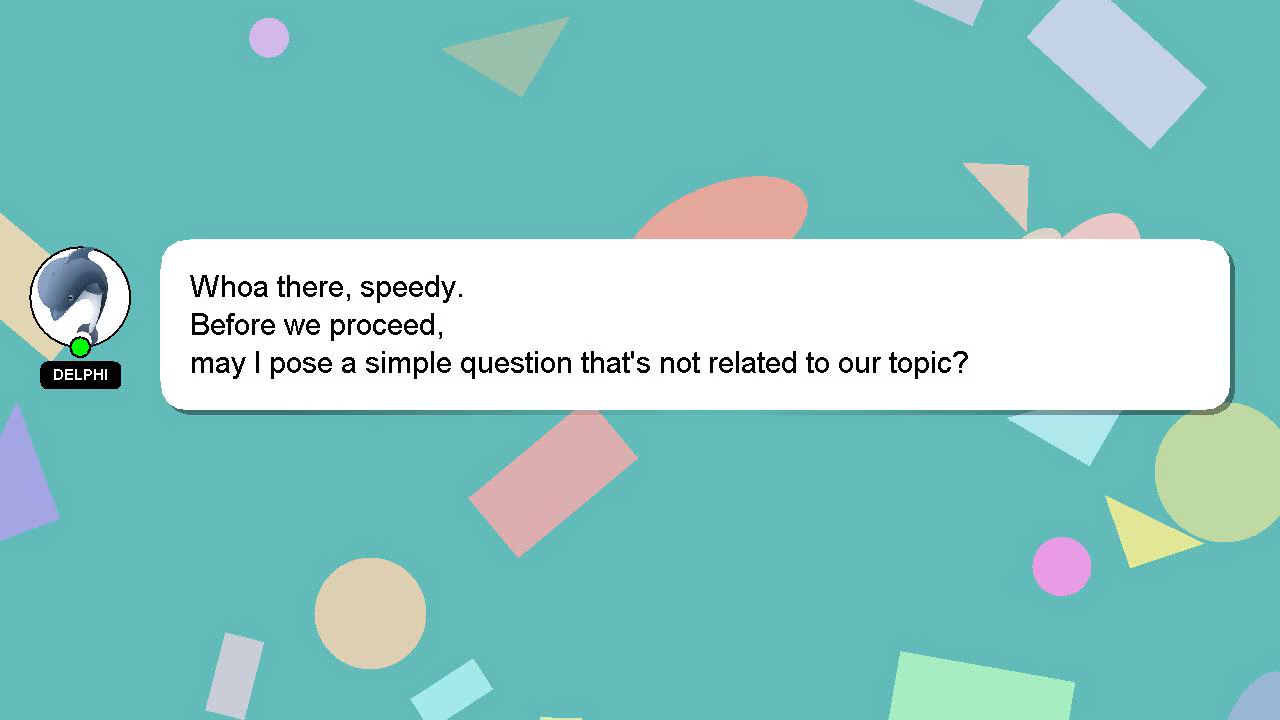 Whoa there, speedy.
Before we proceed,
may I pose a simple question that's not related to our topic?
DELPHI